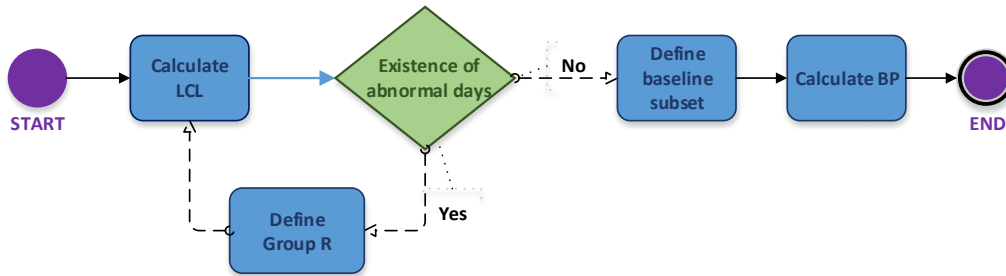 START
Calculate
LCL
Existence of
abnormal days
No
Define
baseline
subset
Calculate BP
END
Yes
Define
Group R